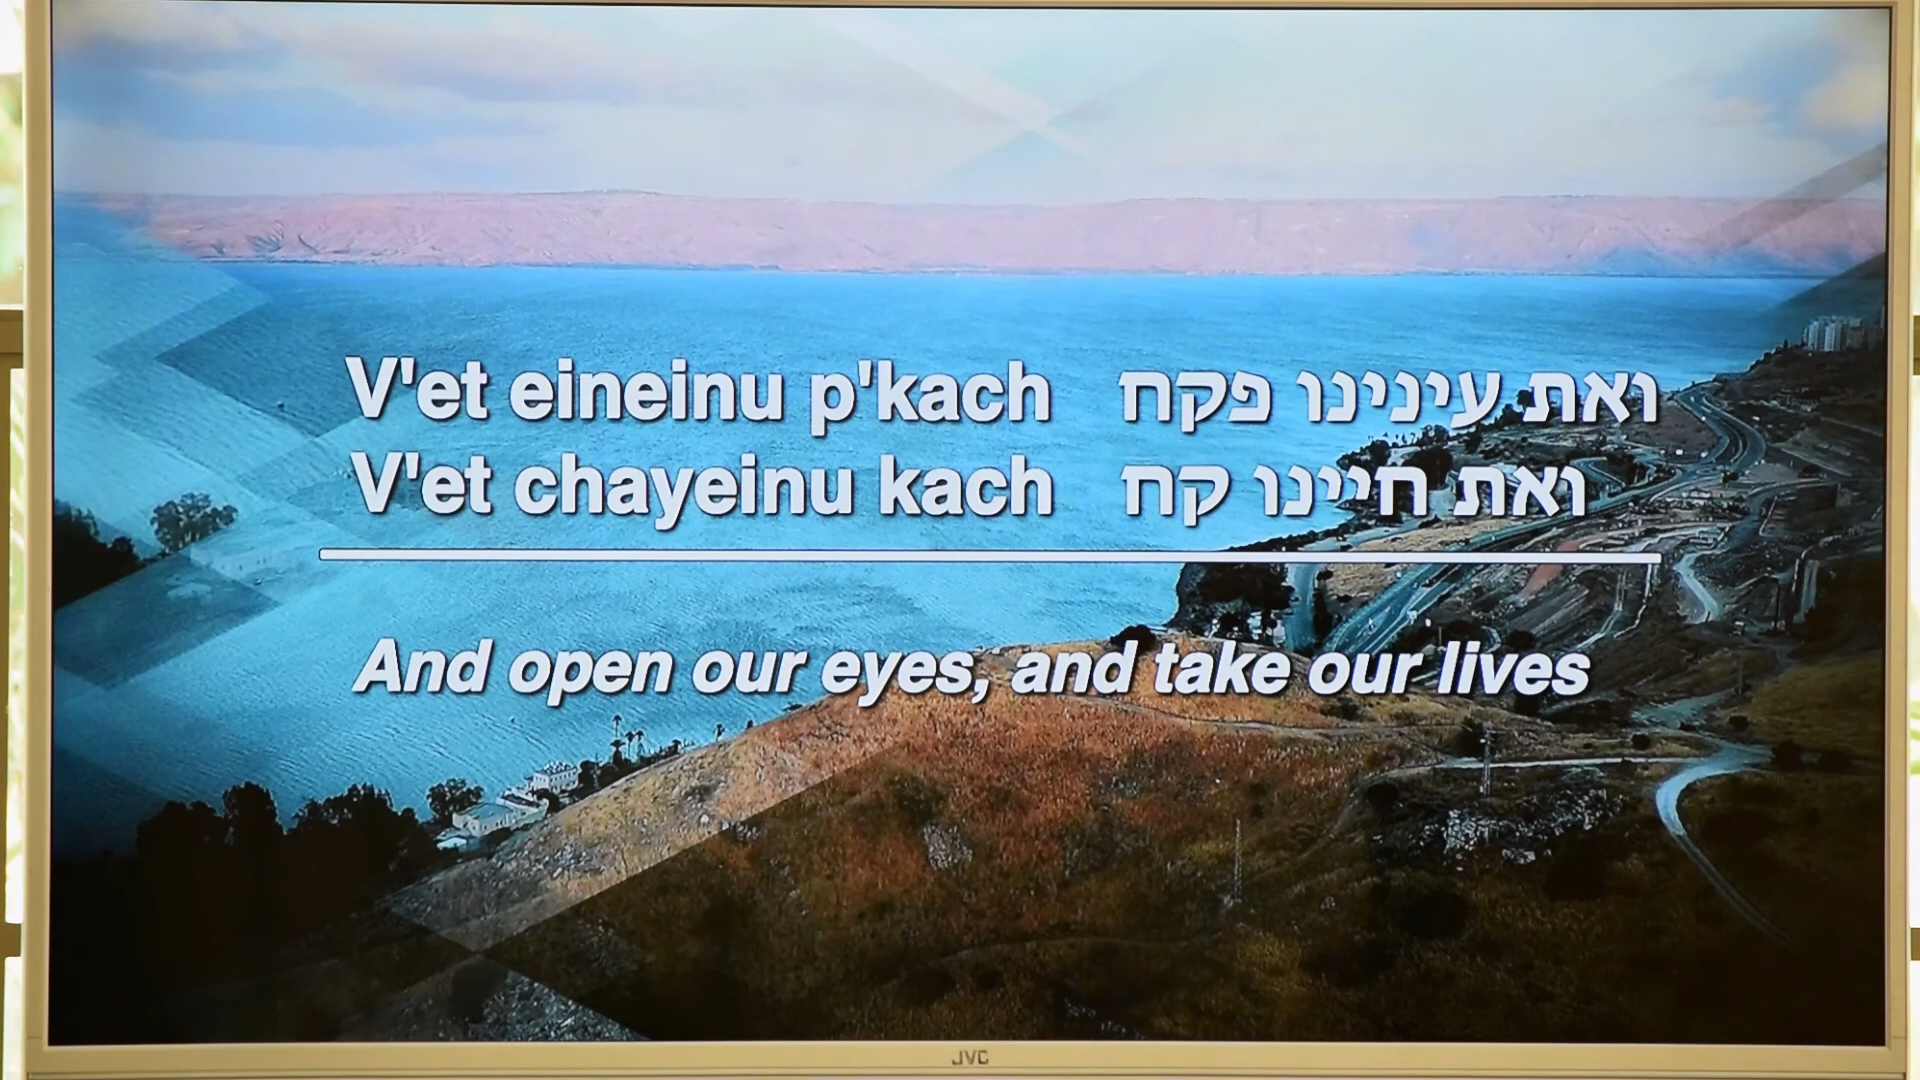 V'et eineinu p'kach ואת עינינו פקח
V'et chayeinu kach ואת חיינו קח
And open our eyes, and take our lives
JVC